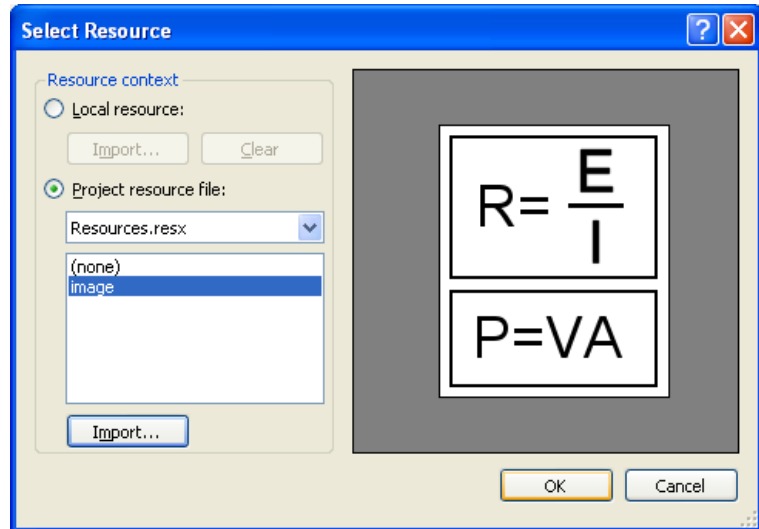 Select Resource
Resource context
Local resource:
Import...
Clear
Project resource file:
Resources.resx
(none)
image
Import...
R= E
I
P=VA
OK
Cancel